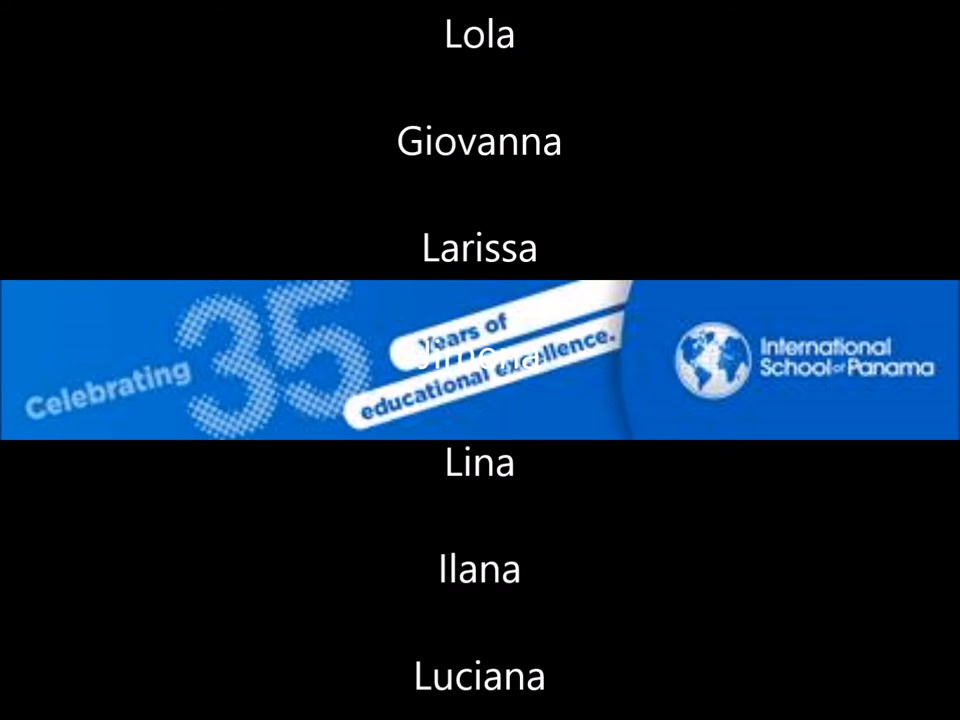 Lola
Giovanna
Larissa
Celebrating 35 Years of
educational excellence.
International
School of Panama
Lina
Ilana
Luciana